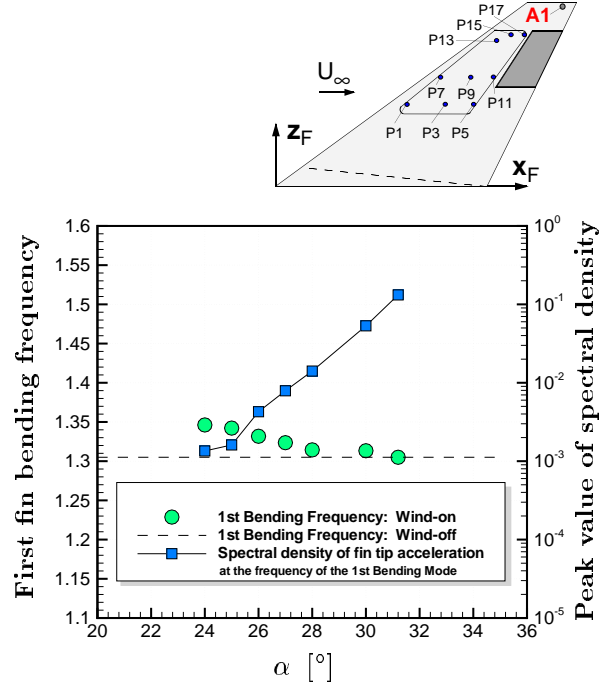 P17
A1
P15
P13
U∞
P7
P9
P11
P1
P3
P5
z_F
x_F
First fin bending frequency
1.6
1.55
1.5
1.45
1.4
1.35
1.3
1.25
1.2
1.15
1.1
10^0
10^-1
10^-2
10^-3
10^-4
10^-5
Peak value of spectral density
1st Bending Frequency: Wind-on
1st Bending Frequency: Wind-off
Spectral density of fin tip acceleration
at the frequency of the 1st Bending Mode
20 22 24 26 28 30 32 34 36
α [°]